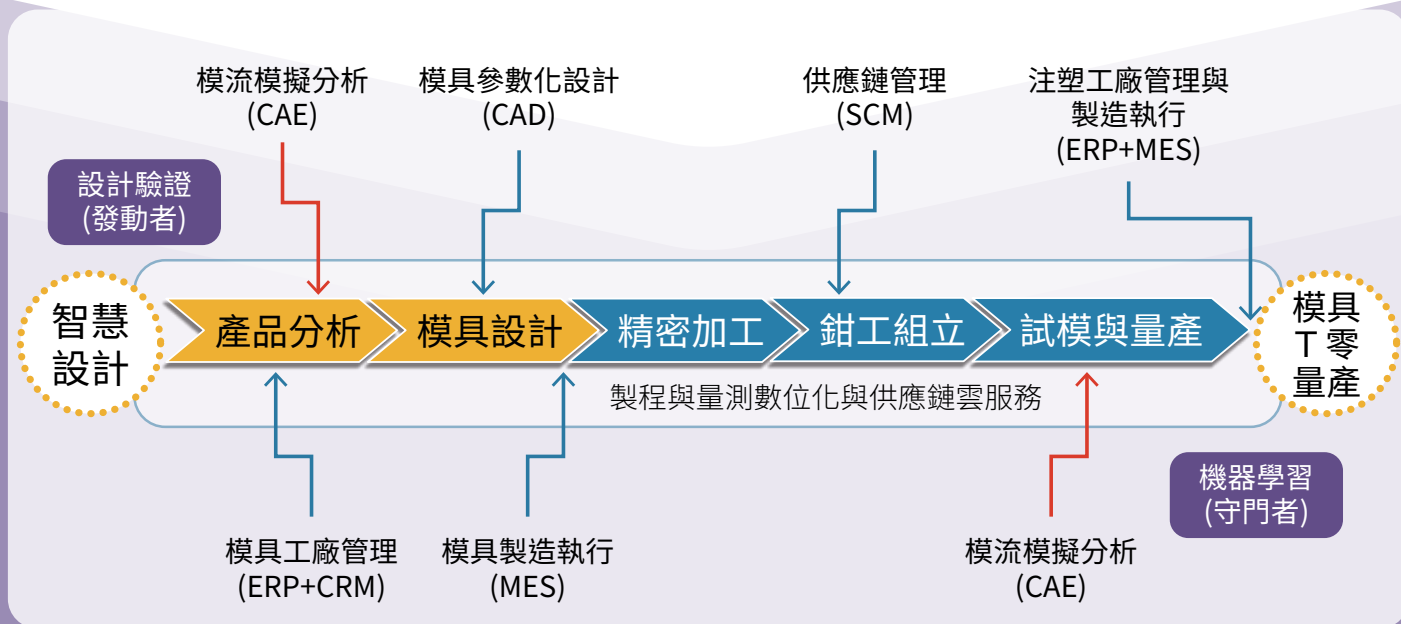 模流模擬分析
(CAE)
模具參數化設計
(CAD)
供應鏈管理
(SCM)
注塑工廠管理與
製造執行
(ERP+MES)
設計驗證
(發動者)
智慧
設計
產品分析
模具設計
精密加工
鉗工組立
試模與量產
模具
T 零
量產
製程與量測數位化與供應鏈雲服務
機器學習
(守門者)
模具工廠管理
(ERP+CRM)
模具製造執行
(MES)
模流模擬分析
(CAE)